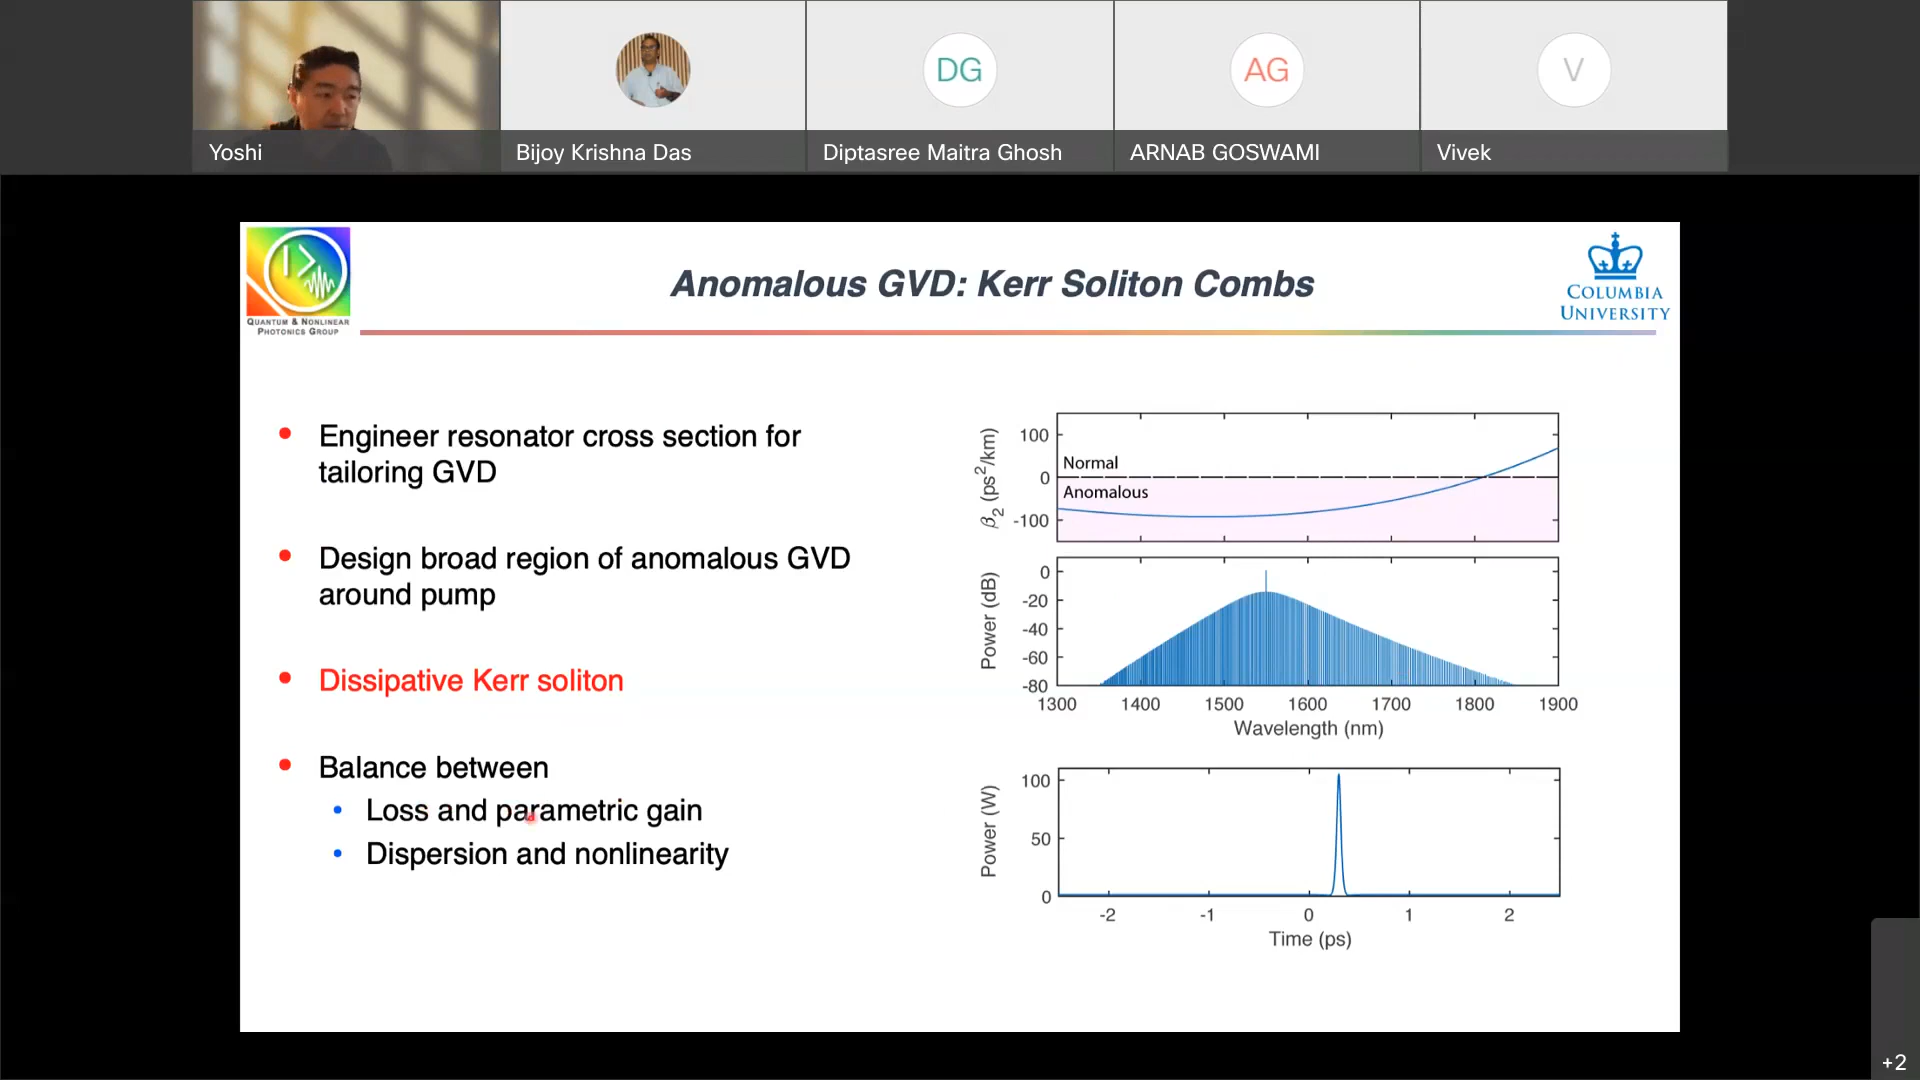 DG
AG
V
Yoshi
Bijoy Krishna Das
Diptasree Maitra Ghosh
ARNAB GOSWAMI
Vivek
QUANTUM & NONLINEAR
PHOTONICS GROUP
Anomalous GVD: Kerr Soliton Combs
COLUMBIA
UNIVERSITY
• Engineer resonator cross section for
tailoring GVD
• Design broad region of anomalous GVD
around pump
• Dissipative Kerr soliton
• Balance between
• Loss and parametric gain
• Dispersion and nonlinearity
β2 (ps²/km)
100
0
-100
Normal
Anomalous
Power (dB)
0
-20
-40
-60
-80
1300 1400 1500 1600 1700 1800 1900
Wavelength (nm)
Power (W)
100
50
0
-2 -1 0 1 2
Time (ps)
+2